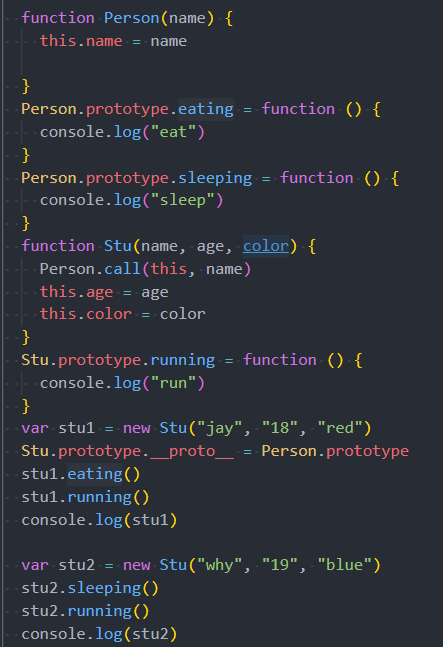 function Person(name) {
this.name = name
}
Person.prototype.eating = function () {
console.log("eat")
}
Person.prototype.sleeping = function () {
console.log("sleep")
}
function Stu(name, age, color) {
Person.call(this, name)
this.age = age
this.color = color
}
Stu.prototype.running = function () {
console.log("run")
}
var stu1 = new Stu("jay", "18", "red")
Stu.prototype.__proto__ = Person.prototype
stu1.eating()
stu1.running()
console.log(stu1)
var stu2 = new Stu("why", "19", "blue")
stu2.sleeping()
stu2.running()
console.log(stu2)